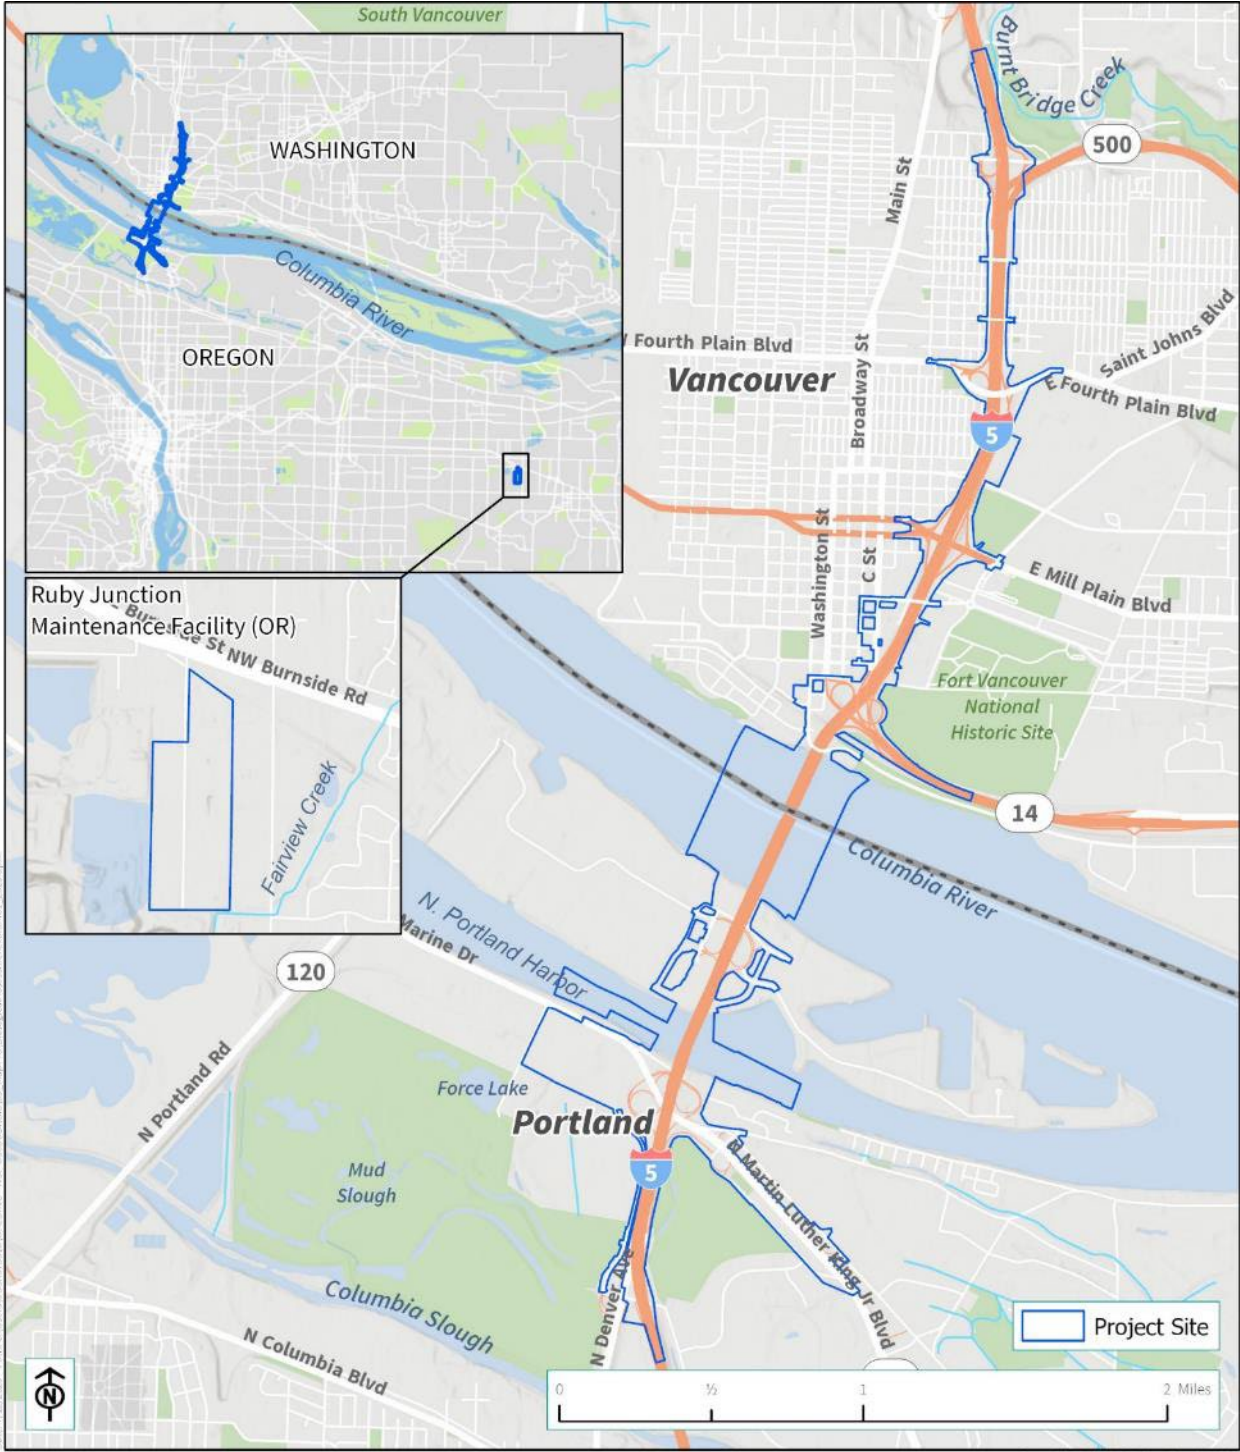 South Vancouver
Burnt Bridge Creek
500
WASHINGTON
Main St
Columbia River
OREGON
Fourth Plain Blvd
Vancouver
Broadway St
Saint Johns Blvd
E Fourth Plain Blvd
5
Washington St
C St
E Mill Plain Blvd
Ruby Junction
Maintenance Facility (OR)
Burnside St
NW Burnside Rd
Fairview Creek
Fort Vancouver
National
Historic Site
14
Columbia River
N. Portland Harbor
Marine Dr
120
N Portland Rd
Force Lake
Portland
5
Mud
Slough
N Martin Luther King Jr Blvd
N Denver Ave
Columbia Slough
N Columbia Blvd
Project Site
N
0 ½ 1 2 Miles